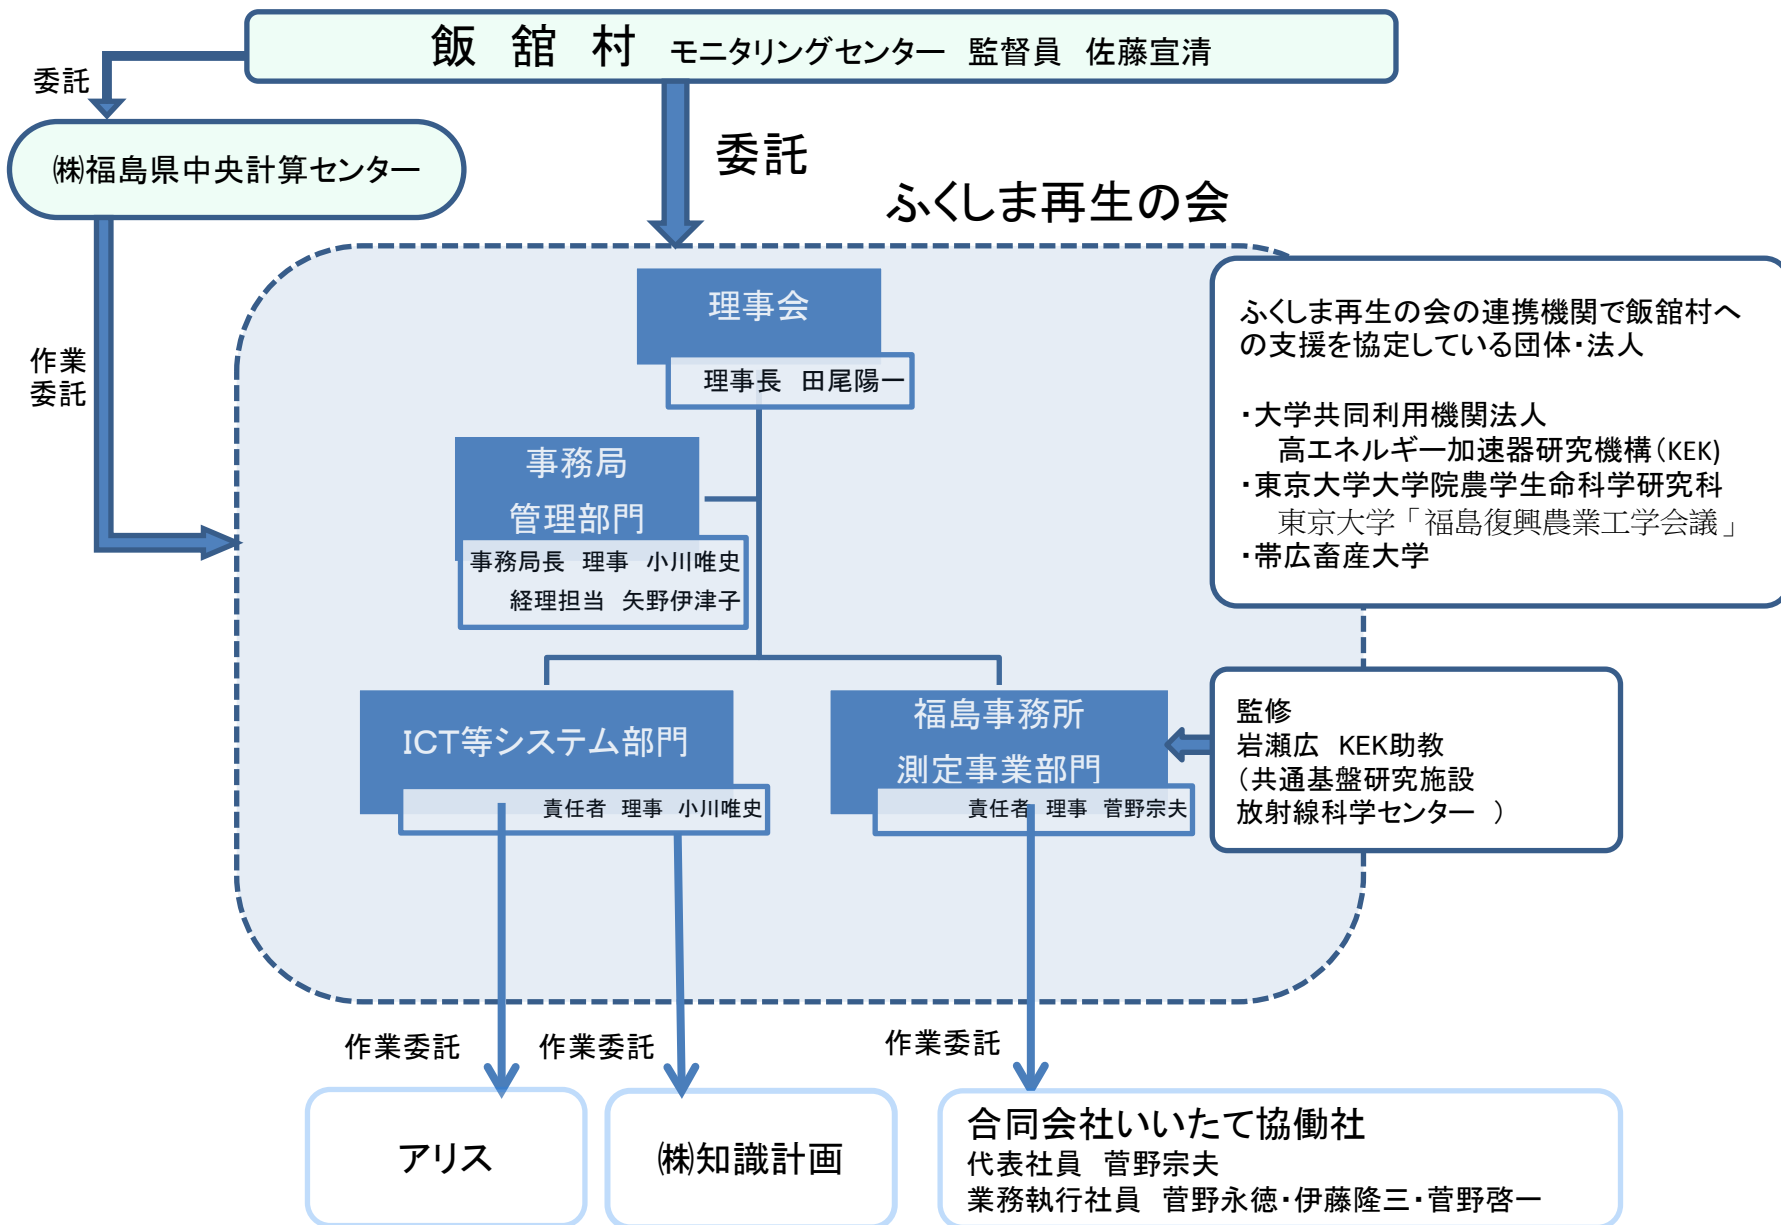 飯 舘 村 モニタリングセンター 監督員 佐藤宣清
委託
㈱福島県中央計算センター
委託
ふくしま再生の会
作業
委託
理事会
理事長 田尾陽一
事務局
管理部門
事務局長 理事 小川唯史
経理担当 矢野伊津子
ICT等システム部門
責任者 理事 小川唯史
福島事務所
測定事業部門
責任者 理事 菅野宗夫
ふくしま再生の会の連携機関で飯舘村へ
の支援を協定している団体・法人
・大学共同利用機関法人
高エネルギー加速器研究機構(KEK)
・東京大学大学院農学生命科学研究科
東京大学「福島復興農業工学会議」
・帯広畜産大学
監修
岩瀬広 KEK助教
(共通基盤研究施設
放射線科学センター )
作業委託
作業委託
作業委託
アリス
㈱知識計画
合同会社いいたて協働社
代表社員 菅野宗夫
業務執行社員 菅野永徳・伊藤隆三・菅野啓一